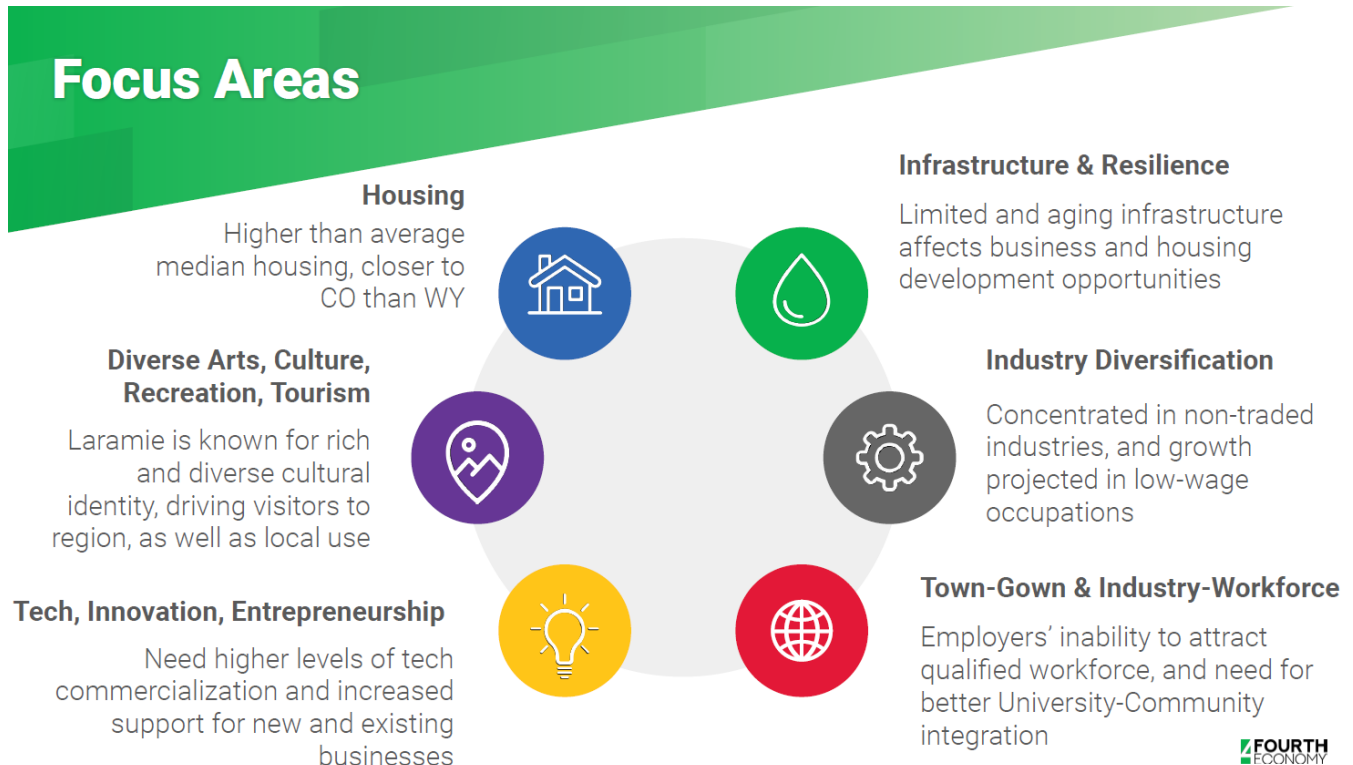 Focus Areas
Housing
Higher than average
median housing, closer to
CO than WY
Diverse Arts, Culture,
Recreation, Tourism
Laramie is known for rich
and diverse cultural
identity, driving visitors to
region, as well as local use
Tech, Innovation, Entrepreneurship
Need higher levels of tech
commercialization and increased
support for new and existing
businesses
Infrastructure & Resilience
Limited and aging infrastructure
affects business and housing
development opportunities
Industry Diversification
Concentrated in non-traded
industries, and growth
projected in low-wage
occupations
Town-Gown & Industry-Workforce
Employers’ inability to attract
qualified workforce, and need for
better University-Community
integration
FOURTH
ECONOMY